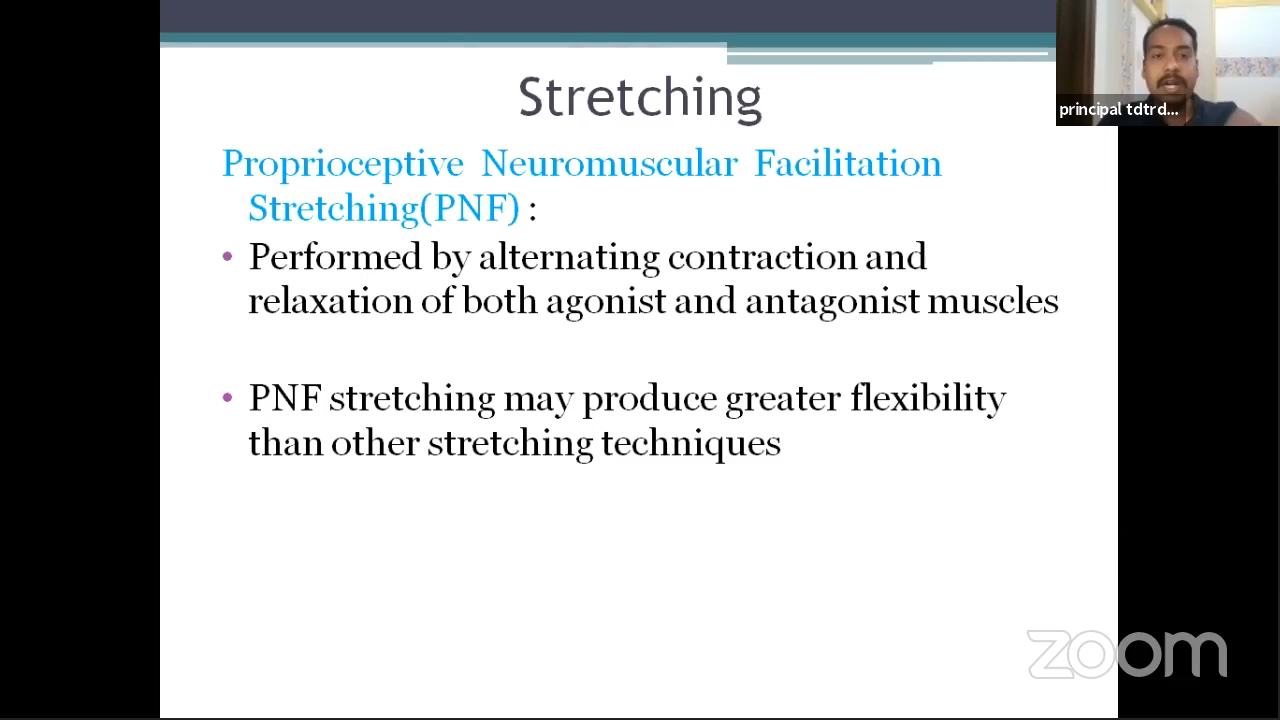 Stretching
principal tdtrd...
Proprioceptive Neuromuscular Facilitation
Stretching(PNF) :
• Performed by alternating contraction and
relaxation of both agonist and antagonist muscles
• PNF stretching may produce greater flexibility
than other stretching techniques
zoom